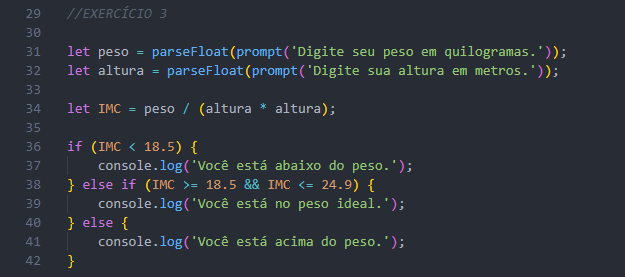 29 //EXERCÍCIO 3
30
31 let peso = parseFloat(prompt('Digite seu peso em quilogramas.'));
32 let altura = parseFloat(prompt('Digite sua altura em metros.'));
33
34 let IMC = peso / (altura * altura);
35
36 if (IMC < 18.5) {
37     console.log('Você está abaixo do peso.');
38 } else if (IMC >= 18.5 && IMC <= 24.9) {
39     console.log('Você está no peso ideal.');
40 } else {
41     console.log('Você está acima do peso.');
42 }